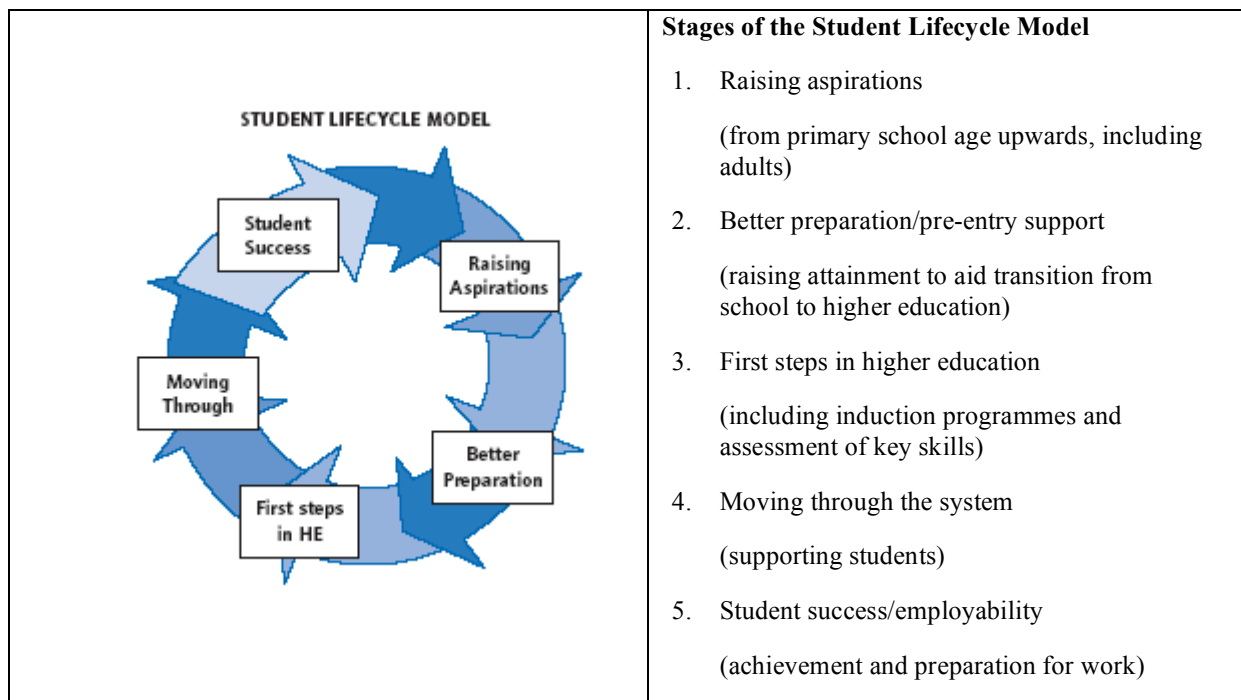 STUDENT LIFECYCLE MODEL
Student
Success
Raising
Aspirations
Moving
Through
Better
Preparation
First steps
in HE
Stages of the Student Lifecycle Model
1. Raising aspirations
(from primary school age upwards, including
adults)
2. Better preparation/pre-entry support
(raising attainment to aid transition from
school to higher education)
3. First steps in higher education
(including induction programmes and
assessment of key skills)
4. Moving through the system
(supporting students)
5. Student success/employability
(achievement and preparation for work)